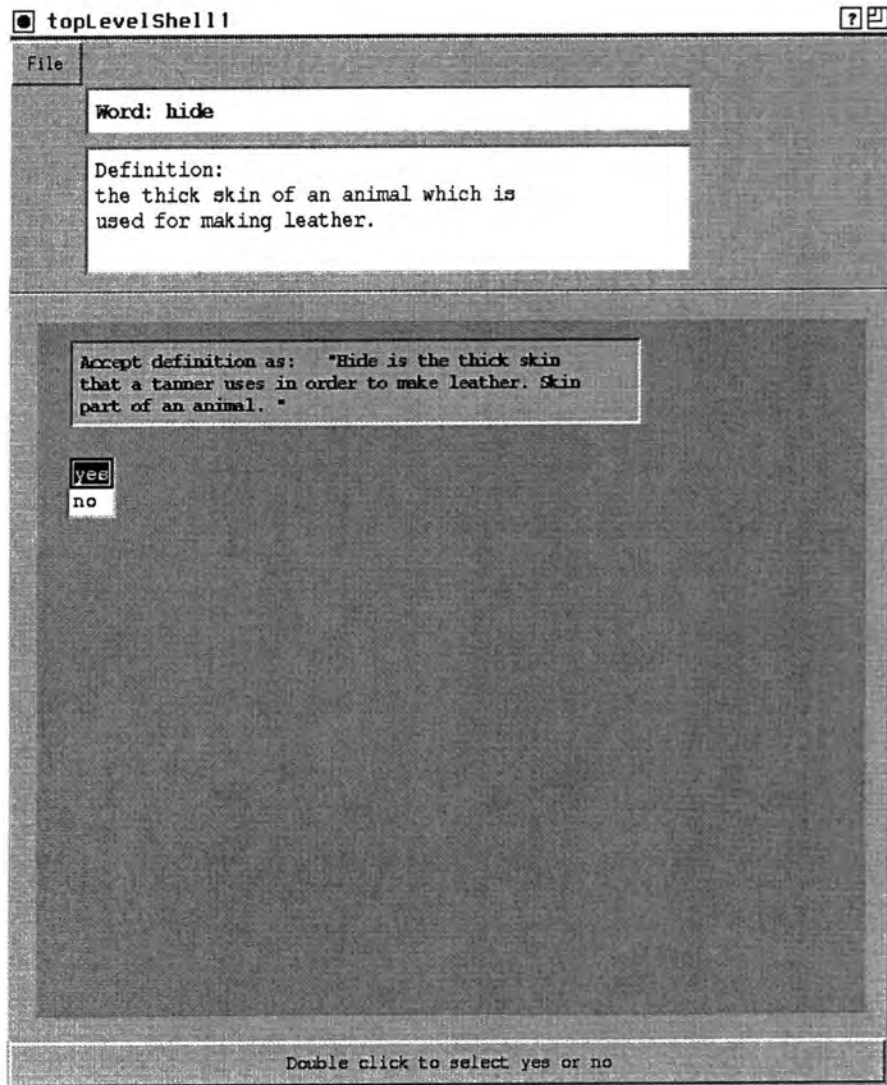 topLevelShell1
?
File
Word: hide
Definition:
the thick skin of an animal which is
used for making leather.
Accept definition as: "Hide is the thick skin
that a tanner uses in order to make leather. Skin
part of an animal. "
yes
no
Double click to select yes or no